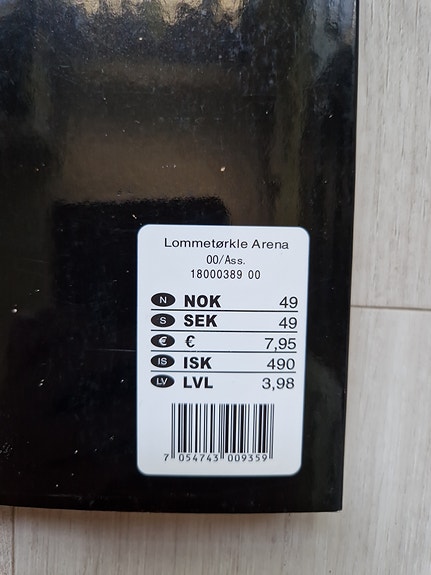 Lommetørkle Arena
00/Ass.
18000389 00
N NOK 49
S SEK 49
€ € 7,95
IS ISK 490
LV LVL 3,98
7 054743 009359